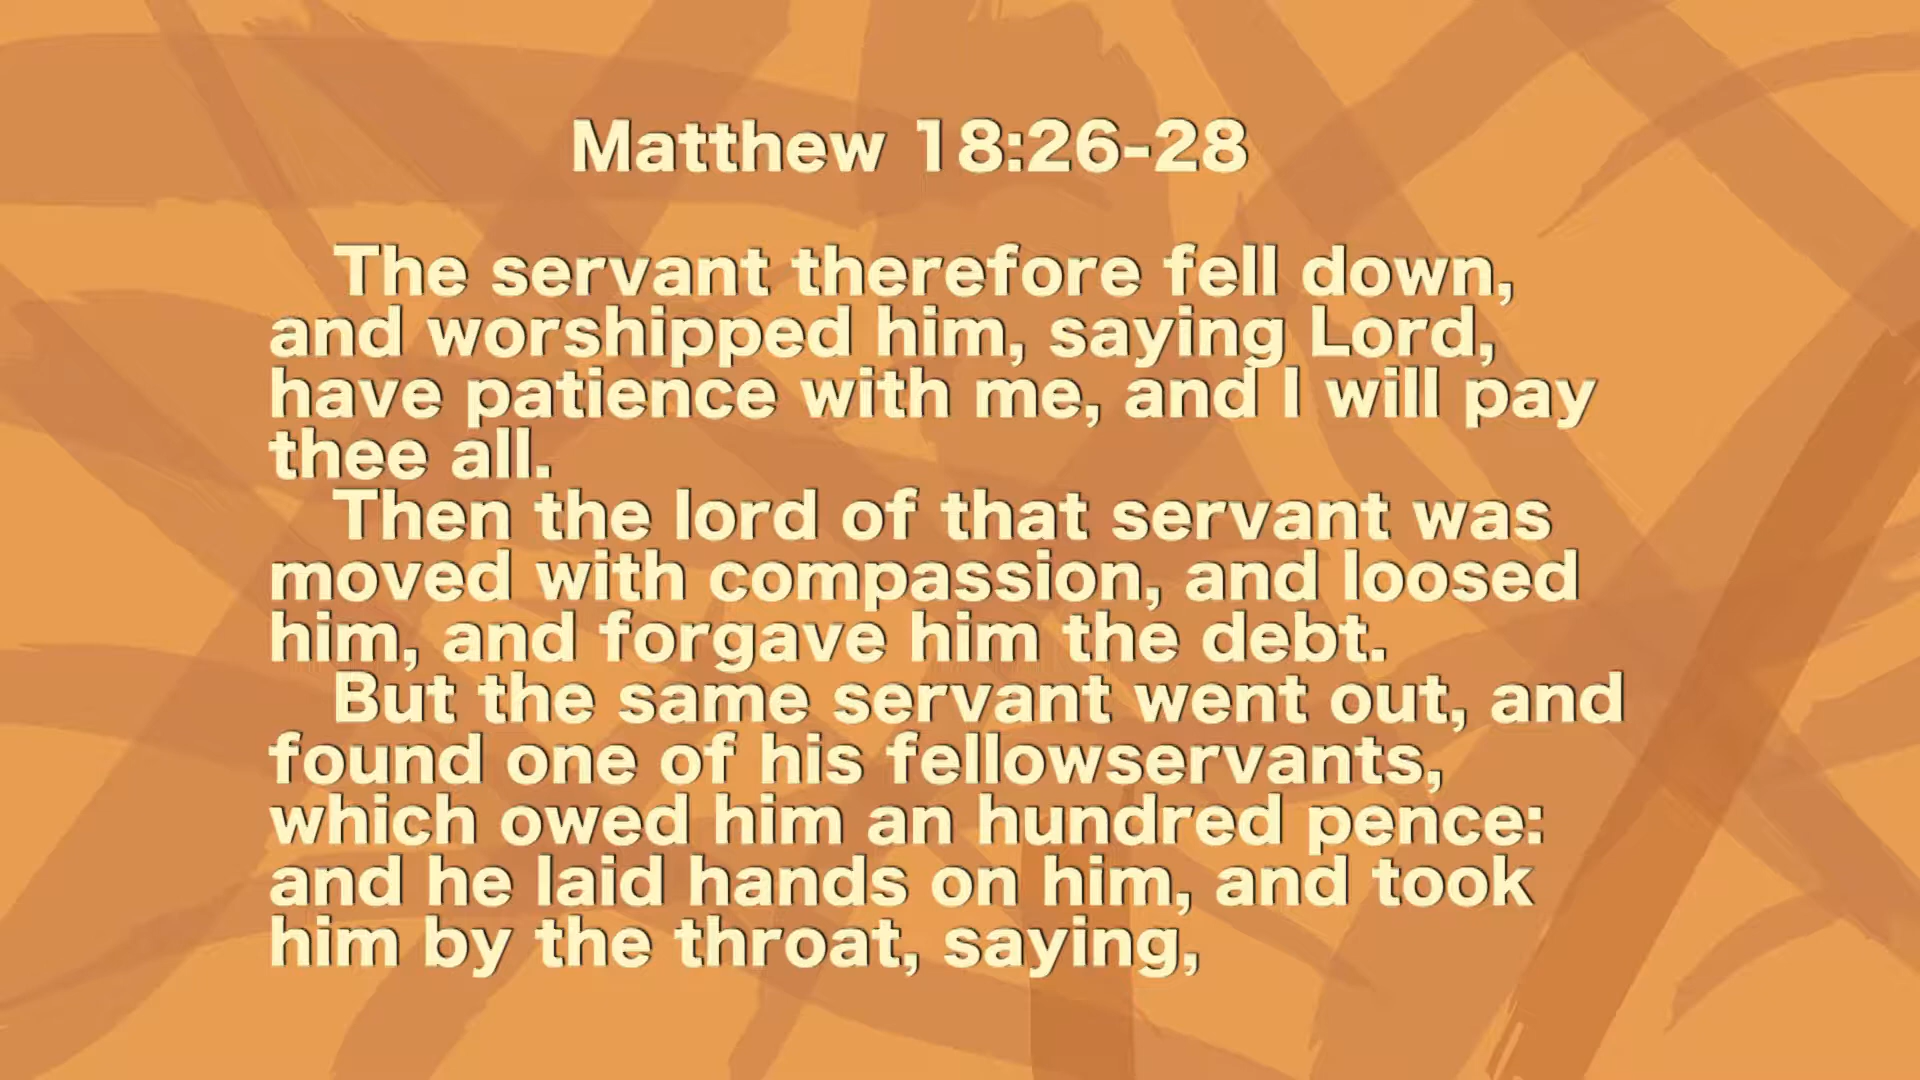 Matthew 18:26-28
The servant therefore fell down,
and worshipped him, saying Lord,
have patience with me, and I will pay
thee all.
Then the lord of that servant was
moved with compassion, and loosed
him, and forgave him the debt.
But the same servant went out, and
found one of his fellowservants,
which owed him an hundred pence:
and he laid hands on him, and took
him by the throat, saying,